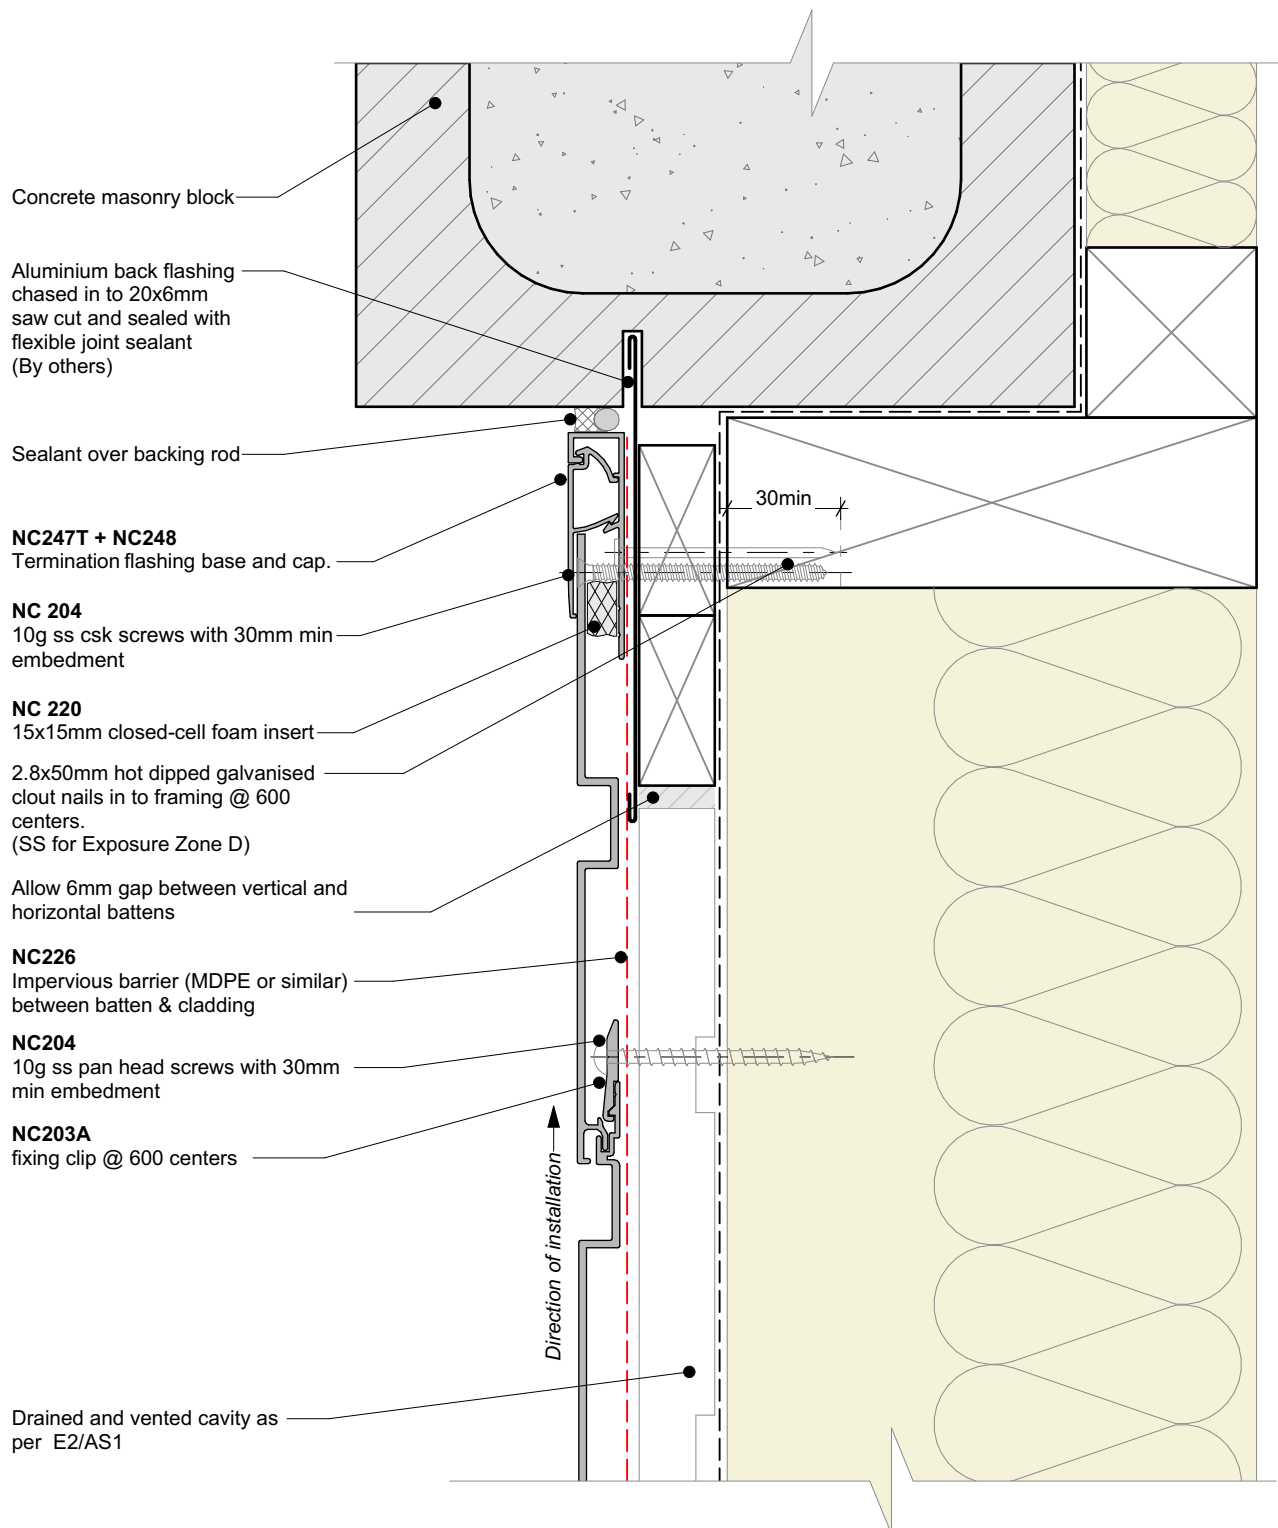 Concrete masonry block
Aluminium back flashing
chased in to 20x6mm
saw cut and sealed with
flexible joint sealant
(By others)
Sealant over backing rod
30min
NC247T + NC248
Termination flashing base and cap.
NC 204
10g ss csk screws with 30mm min
embedment
NC 220
15x15mm closed-cell foam insert
2.8x50mm hot dipped galvanised
clout nails in to framing @ 600
centers.
(SS for Exposure Zone D)
Allow 6mm gap between vertical and
horizontal battens
NC226
Impervious barrier (MDPE or similar)
between batten & cladding
NC204
10g ss pan head screws with 30mm
min embedment
NC203A
fixing clip @ 600 centers
Direction of installation
Drained and vented cavity as
per E2/AS1